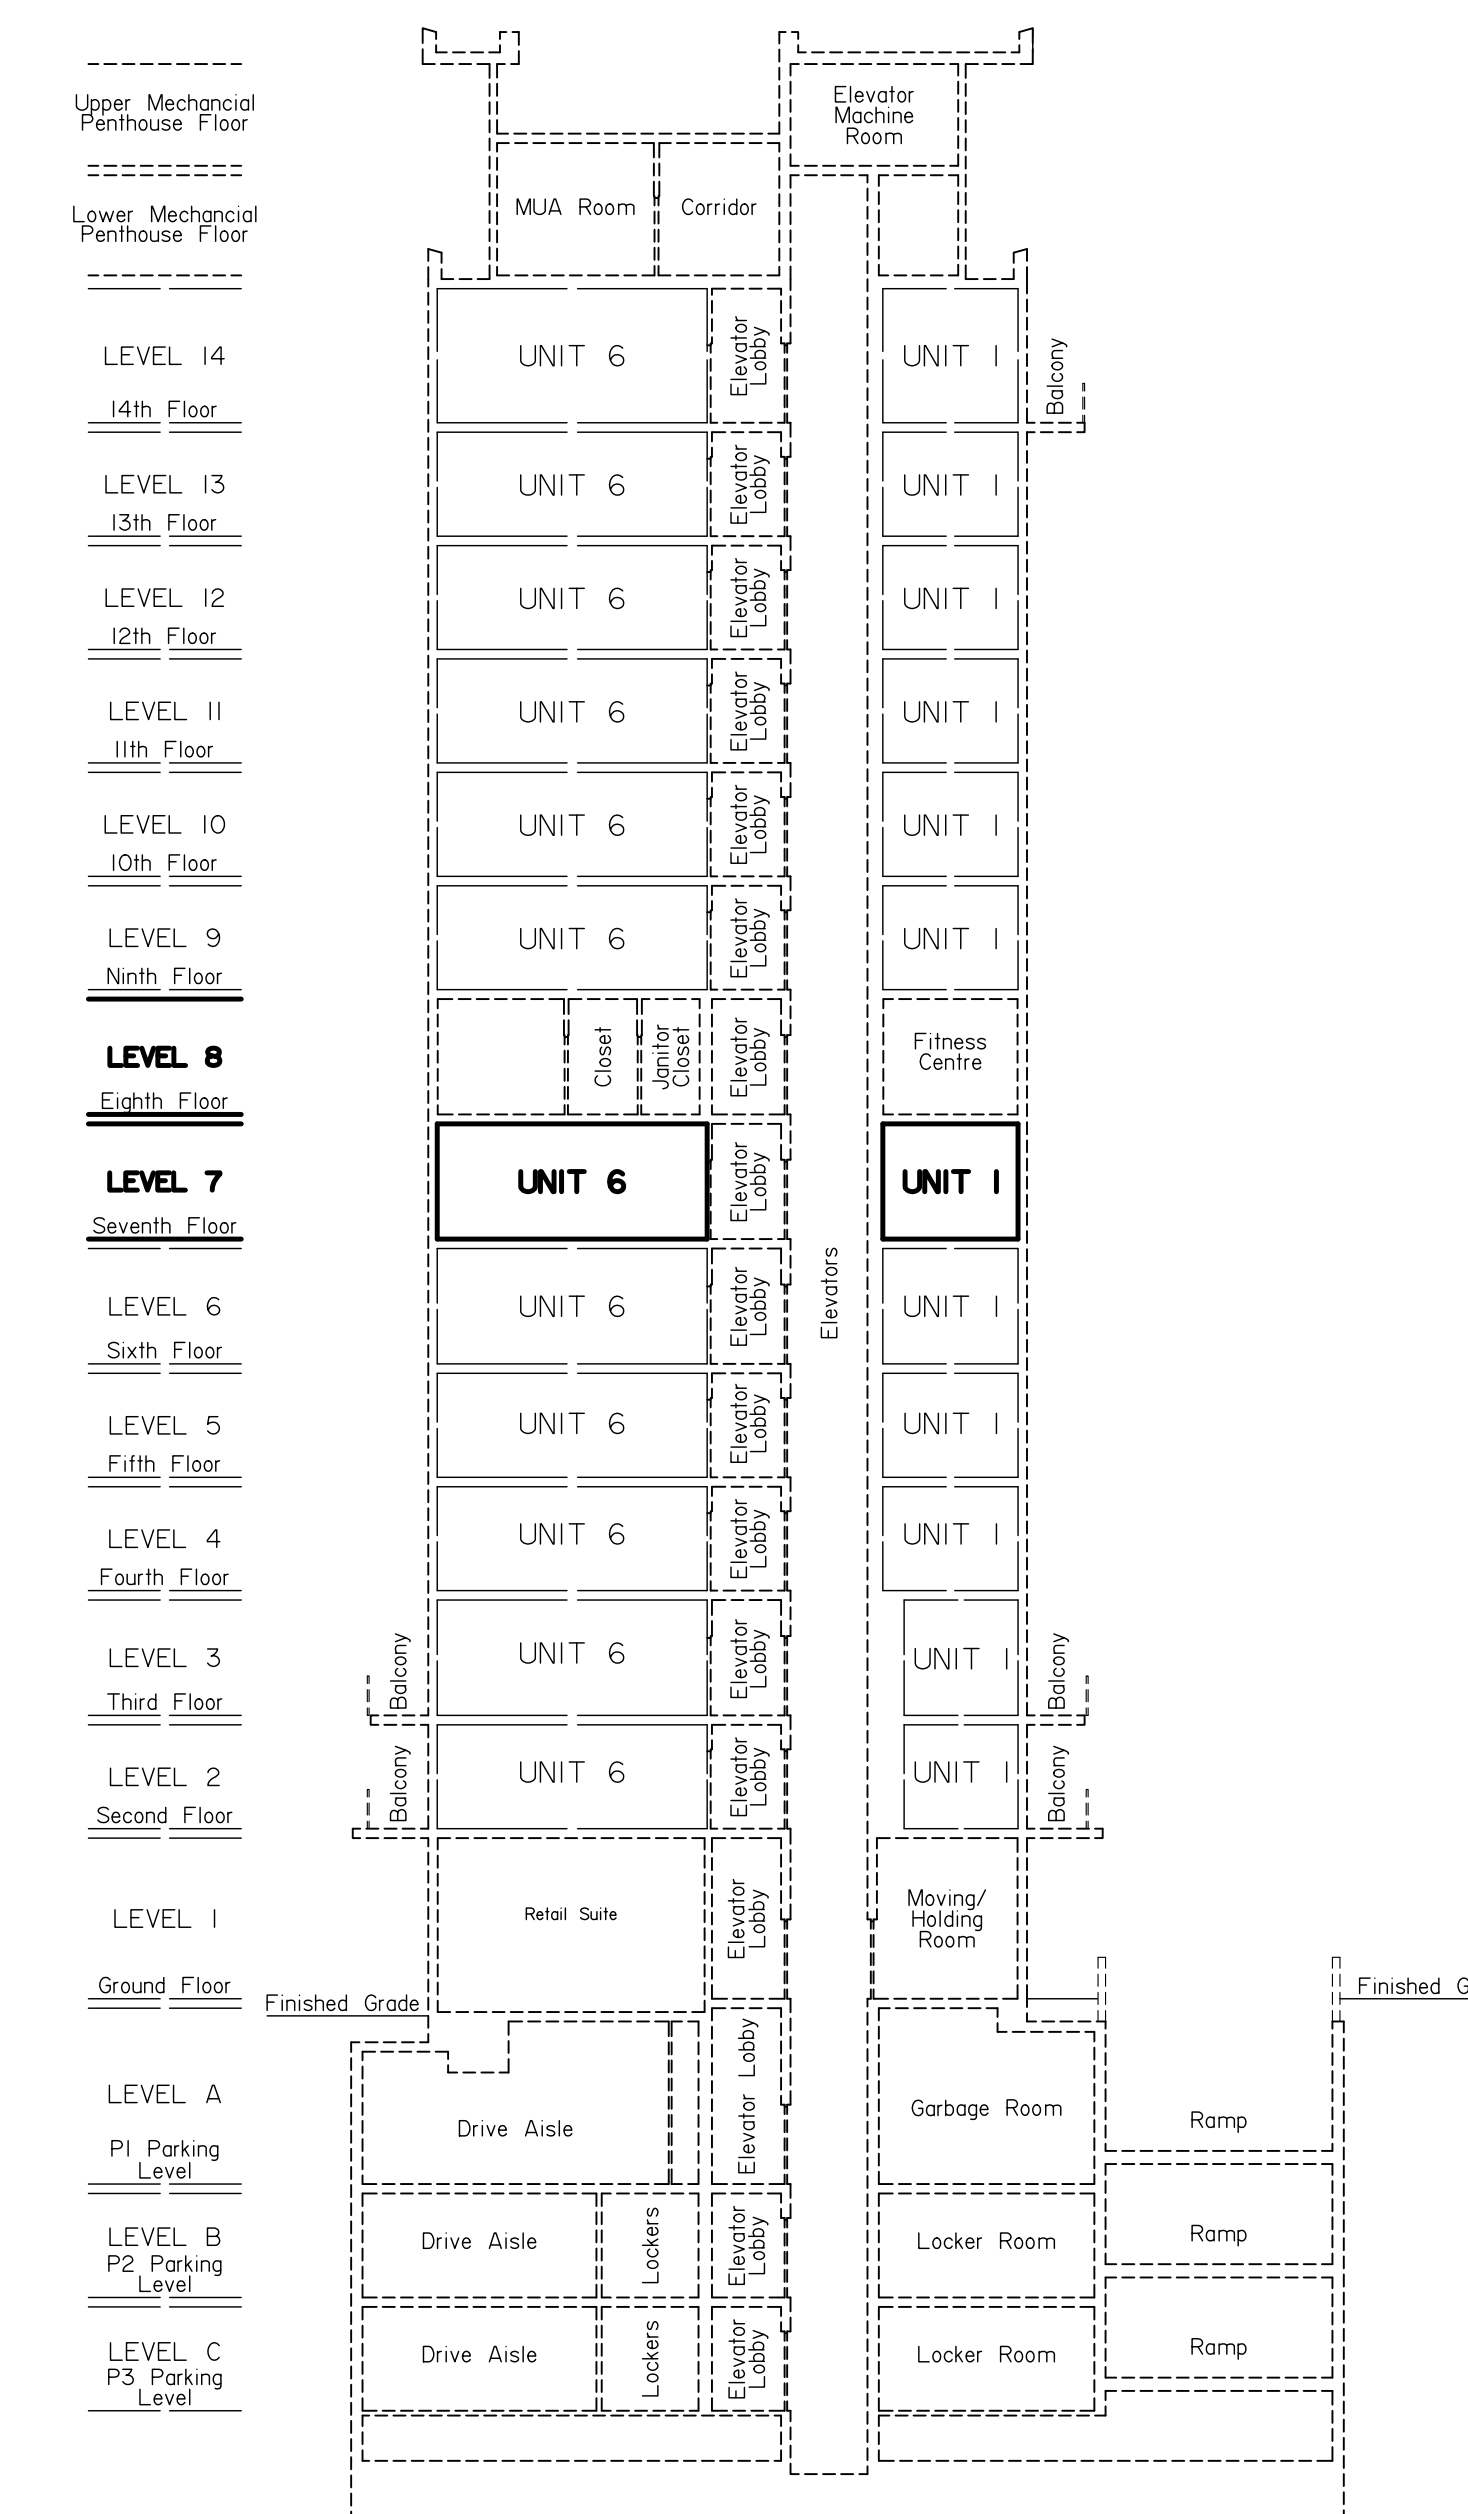 Upper Mechancial
Penthouse Floor
Elevator
Machine
Room
Lower Mechancial
Penthouse Floor
MUA Room
Corridor
LEVEL 14
14th Floor
UNIT 6
Elevator
Lobby
UNIT 1
Balcony
LEVEL 13
13th Floor
UNIT 6
Elevator
Lobby
UNIT 1
LEVEL 12
12th Floor
UNIT 6
Elevator
Lobby
UNIT 1
LEVEL 11
11th Floor
UNIT 6
Elevator
Lobby
UNIT 1
LEVEL 10
10th Floor
UNIT 6
Elevator
Lobby
UNIT 1
LEVEL 9
Ninth Floor
UNIT 6
Elevator
Lobby
UNIT 1
LEVEL 8
Eighth Floor
Closet
Janitor
Closet
Elevator
Lobby
Fitness
Centre
LEVEL 7
Seventh Floor
UNIT 6
Elevator
Lobby
UNIT 1
Elevators
LEVEL 6
Sixth Floor
UNIT 6
Elevator
Lobby
UNIT 1
LEVEL 5
Fifth Floor
UNIT 6
Elevator
Lobby
UNIT 1
LEVEL 4
Fourth Floor
UNIT 6
Elevator
Lobby
UNIT 1
LEVEL 3
Third Floor
Balcony
UNIT 6
Elevator
Lobby
UNIT 1
Balcony
LEVEL 2
Second Floor
Balcony
UNIT 6
Elevator
Lobby
UNIT 1
Balcony
LEVEL 1
Ground Floor
Retail Suite
Elevator
Lobby
Moving/
Holding
Room
Finished Grade
Finished G
LEVEL A
P1 Parking
Level
Drive Aisle
Elevator Lobby
Garbage Room
Ramp
LEVEL B
P2 Parking
Level
Drive Aisle
Lockers
Elevator
Lobby
Locker Room
Ramp
LEVEL C
P3 Parking
Level
Drive Aisle
Lockers
Elevator
Lobby
Locker Room
Ramp